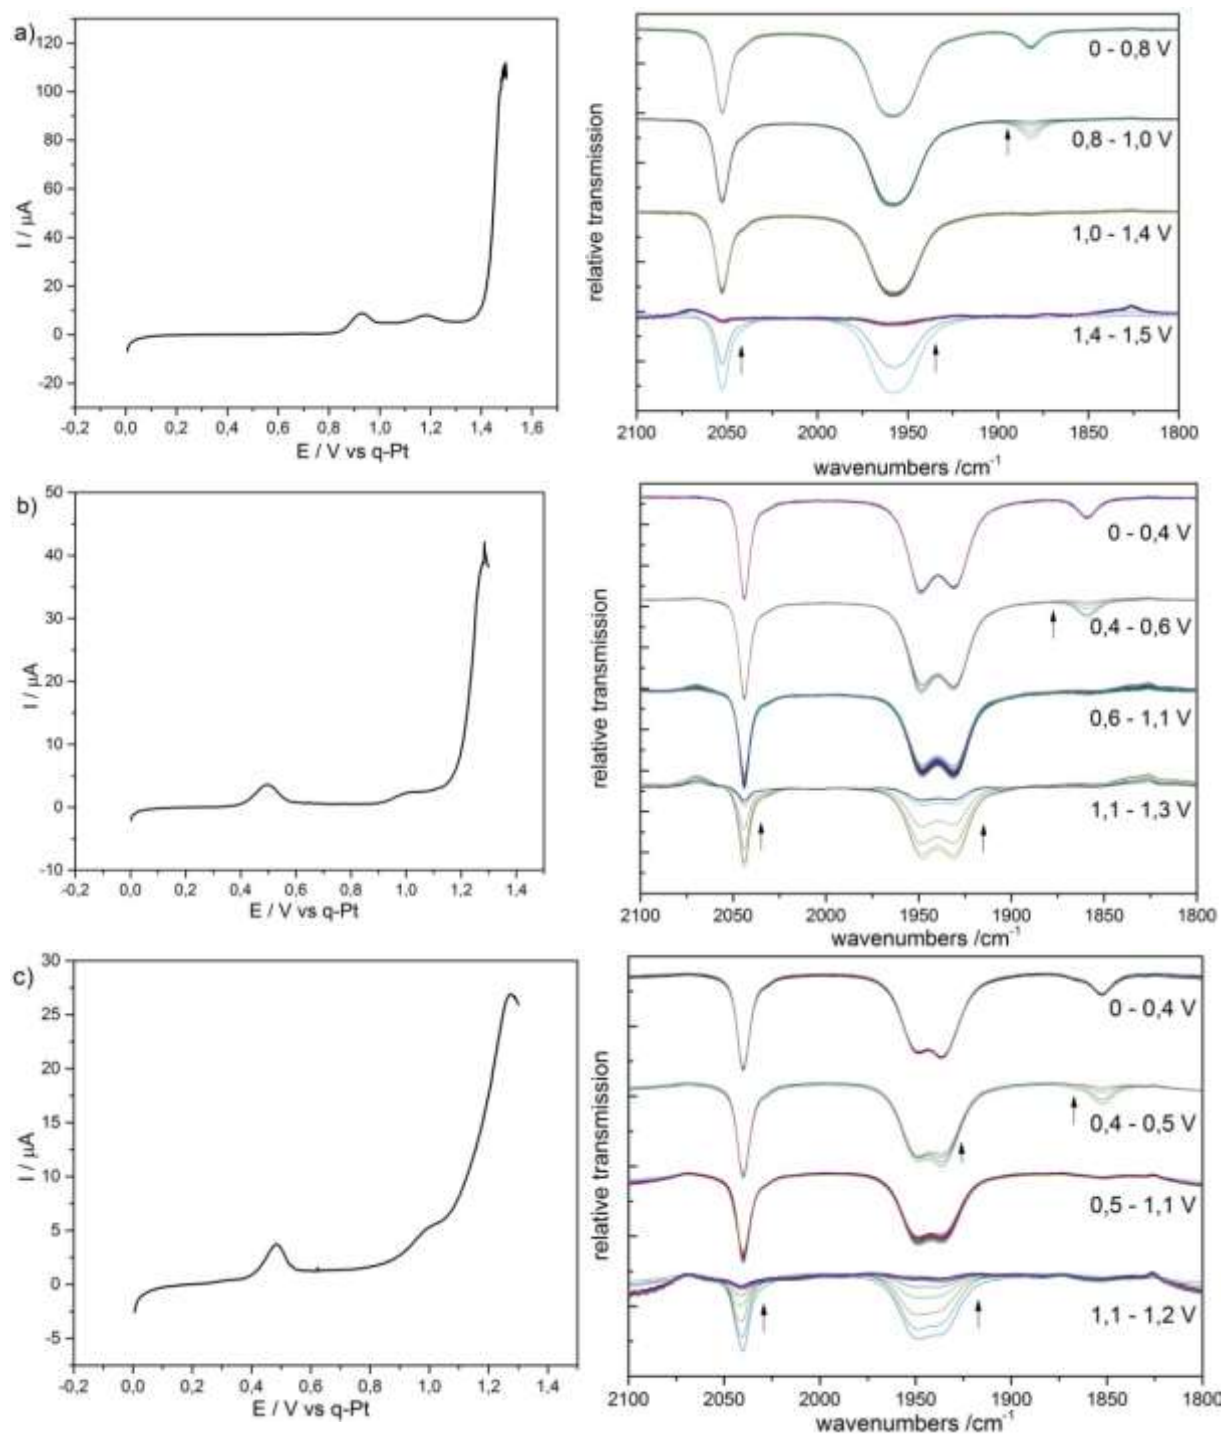 a)
120
100
80
60
40
20
0
-20
I / µA
-0,2 0,0 0,2 0,4 0,6 0,8 1,0 1,2 1,4 1,6
E / V vs q-Pt
relative transmission
0 - 0,8 V
0,8 - 1,0 V
1,0 - 1,4 V
1,4 - 1,5 V
2100 2050 2000 1950 1900 1850 1800
wavenumbers /cm⁻¹
b)
50
40
30
20
10
0
-10
I / µA
-0,2 0,0 0,2 0,4 0,6 0,8 1,0 1,2 1,4
E / V vs q-Pt
relative transmission
0 - 0,4 V
0,4 - 0,6 V
0,6 - 1,1 V
1,1 - 1,3 V
2100 2050 2000 1950 1900 1850 1800
wavenumbers /cm⁻¹
c)
30
25
20
15
10
5
0
-5
I / µA
-0,2 0,0 0,2 0,4 0,6 0,8 1,0 1,2 1,4
E / V vs q-Pt
relative transmission
0 - 0,4 V
0,4 - 0,5 V
0,5 - 1,1 V
1,1 - 1,2 V
2100 2050 2000 1950 1900 1850 1800
wavenumbers /cm⁻¹